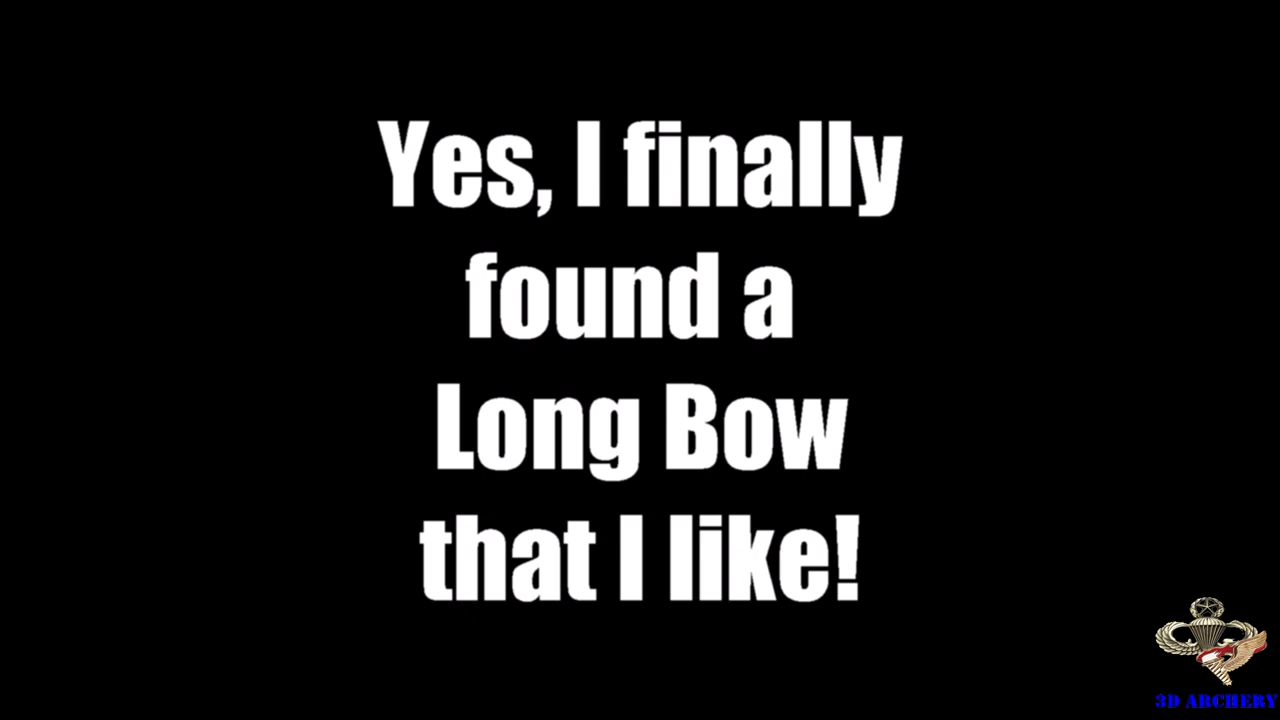 Yes, I finally
found a
Long Bow
that I like!
3D ARCHERY